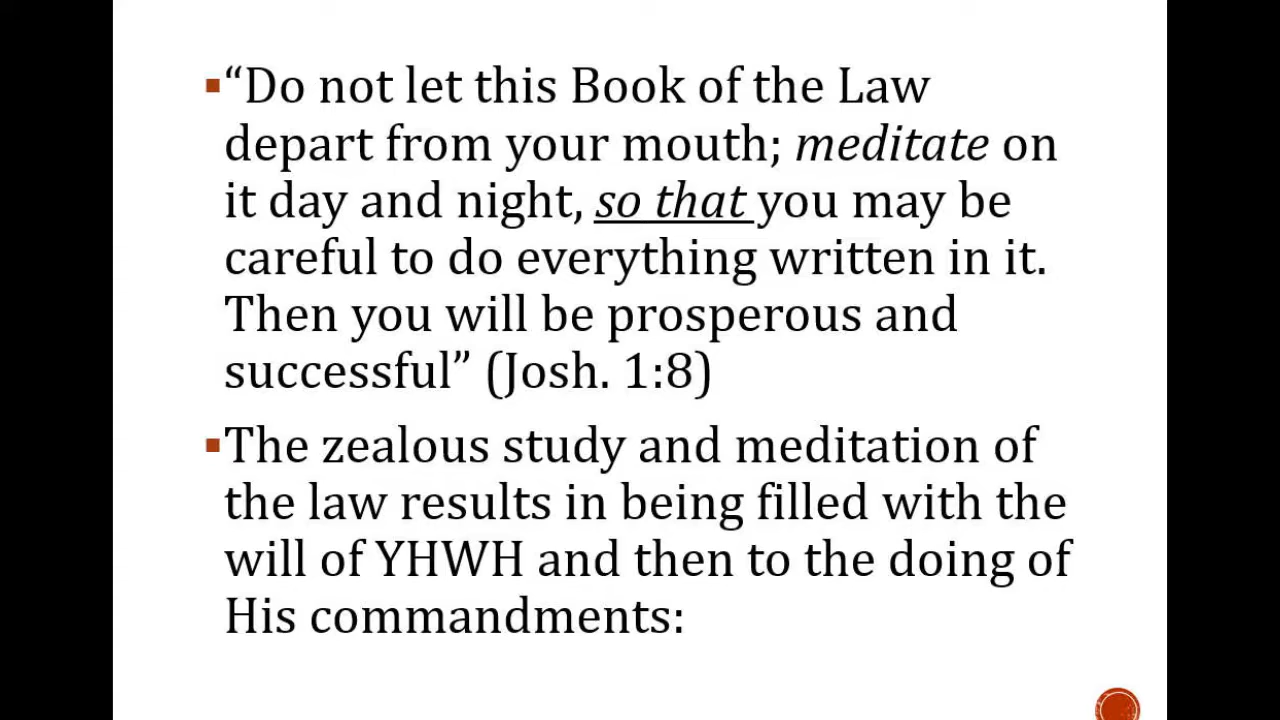 ▪“Do not let this Book of the Law
depart from your mouth; meditate on
it day and night, so that you may be
careful to do everything written in it.
Then you will be prosperous and
successful” (Josh. 1:8)
▪The zealous study and meditation of
the law results in being filled with the
will of YHWH and then to the doing of
His commandments: